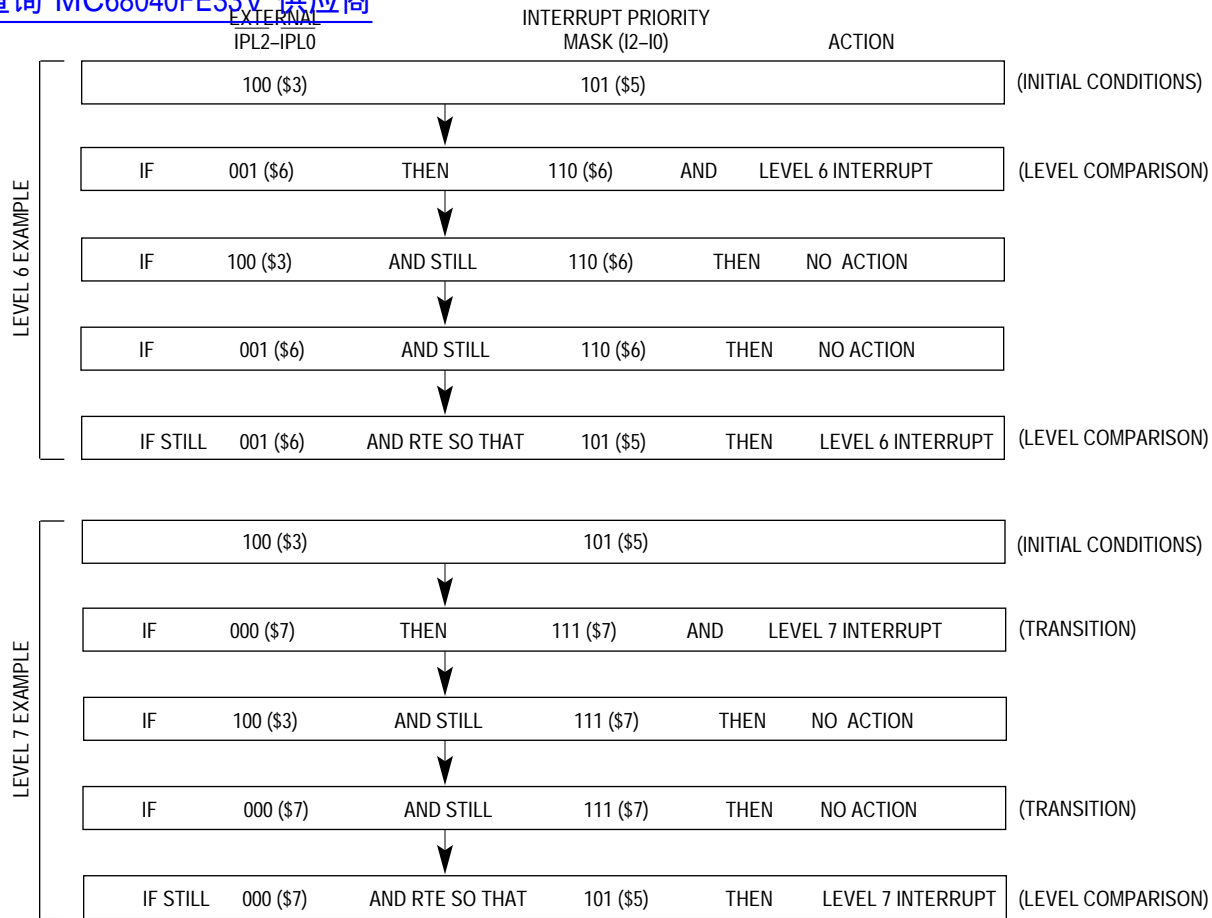 查询 MC68040FE33V 供应商
EXTERNAL INTERRUPT PRIORITY
IPL2–IPL0 MASK (I2–I0) ACTION
LEVEL 6 EXAMPLE
100 ($3) 101 ($5) (INITIAL CONDITIONS)
IF 001 ($6) THEN 110 ($6) AND LEVEL 6 INTERRUPT (LEVEL COMPARISON)
IF 100 ($3) AND STILL 110 ($6) THEN NO ACTION
IF 001 ($6) AND STILL 110 ($6) THEN NO ACTION
IF STILL 001 ($6) AND RTE SO THAT 101 ($5) THEN LEVEL 6 INTERRUPT (LEVEL COMPARISON)
LEVEL 7 EXAMPLE
100 ($3) 101 ($5) (INITIAL CONDITIONS)
IF 000 ($7) THEN 111 ($7) AND LEVEL 7 INTERRUPT (TRANSITION)
IF 100 ($3) AND STILL 111 ($7) THEN NO ACTION
IF 000 ($7) AND STILL 111 ($7) THEN NO ACTION (TRANSITION)
IF STILL 000 ($7) AND RTE SO THAT 101 ($5) THEN LEVEL 7 INTERRUPT (LEVEL COMPARISON)